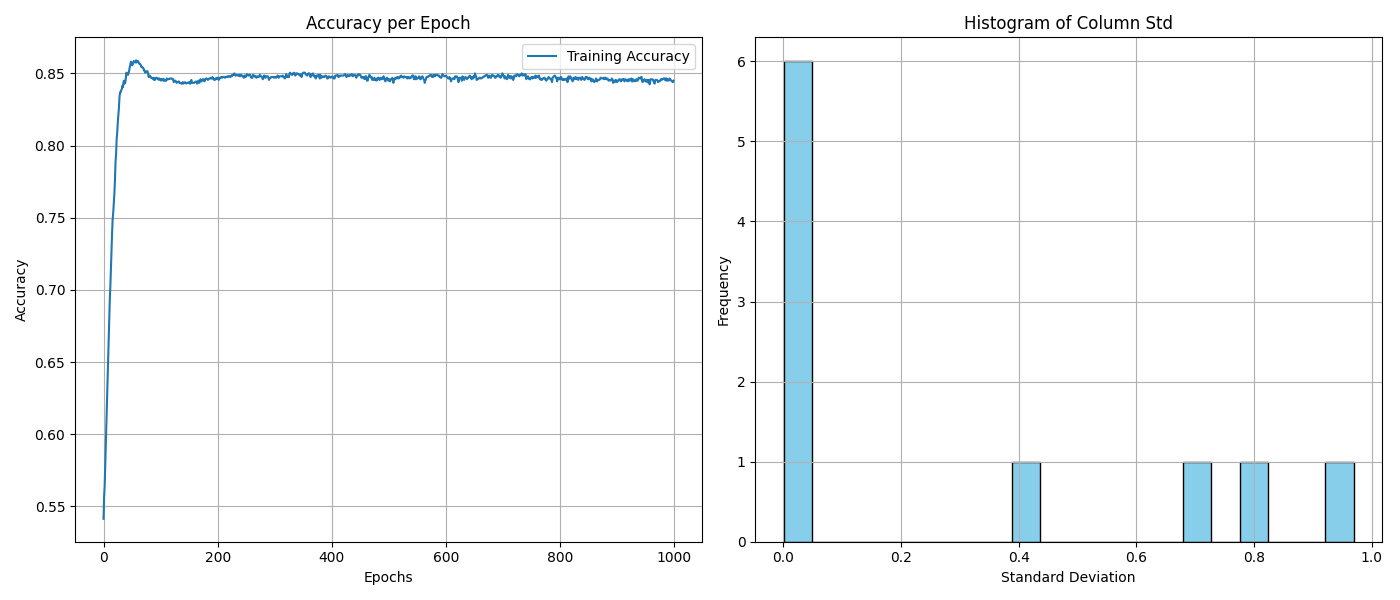 Accuracy per Epoch
Training Accuracy
0.85
0.80
0.75
0.70
0.65
0.60
0.55
Accuracy
0 200 400 600 800 1000
Epochs
Histogram of Column Std
6
5
4
3
2
1
0
Frequency
0.0 0.2 0.4 0.6 0.8 1.0
Standard Deviation